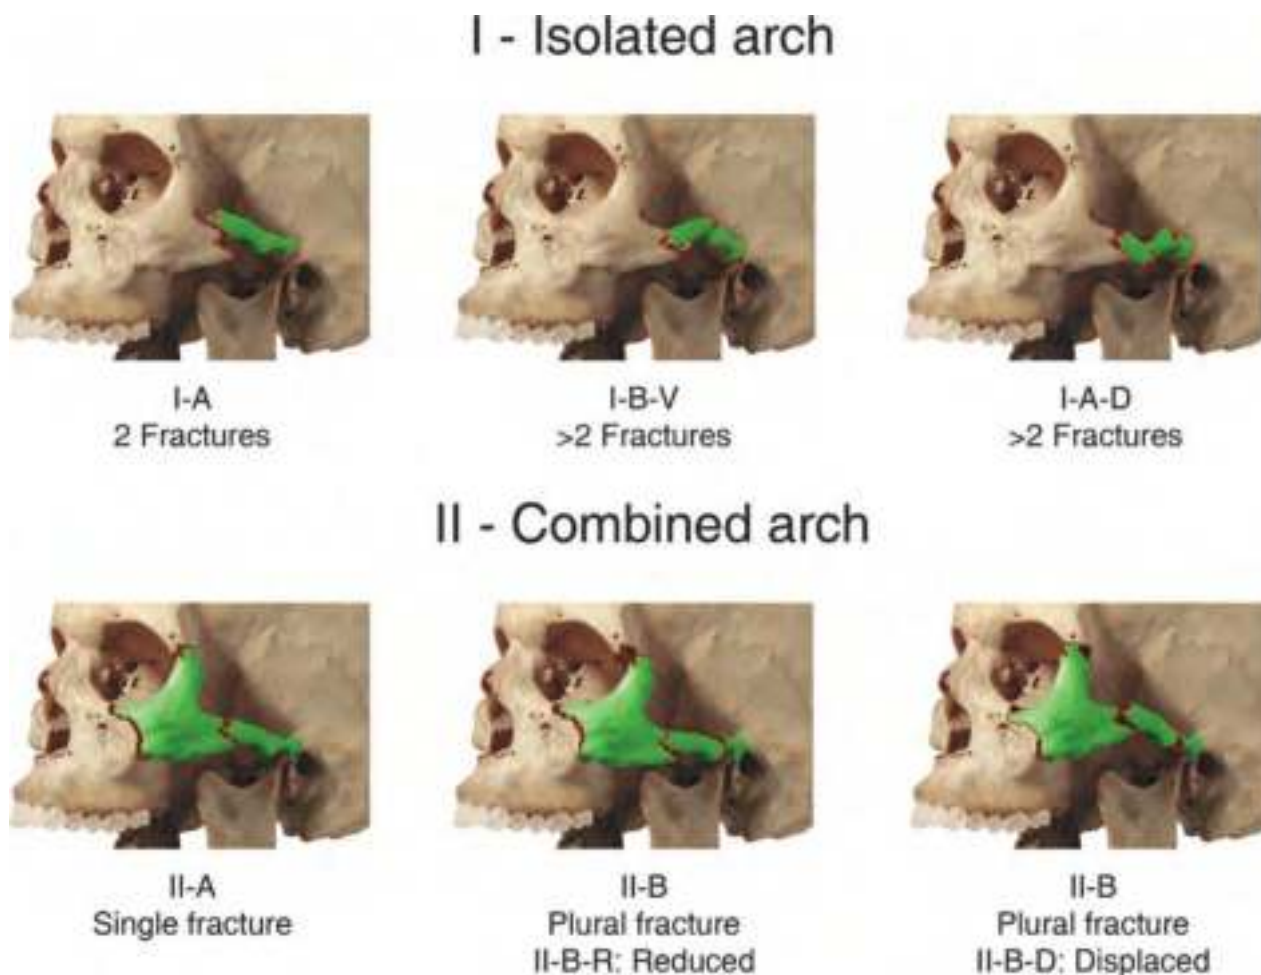 I - Isolated arch
I-A
2 Fractures
I-B-V
>2 Fractures
I-A-D
>2 Fractures
II - Combined arch
II-A
Single fracture
II-B
Plural fracture
II-B-R: Reduced
II-B
Plural fracture
II-B-D: Displaced